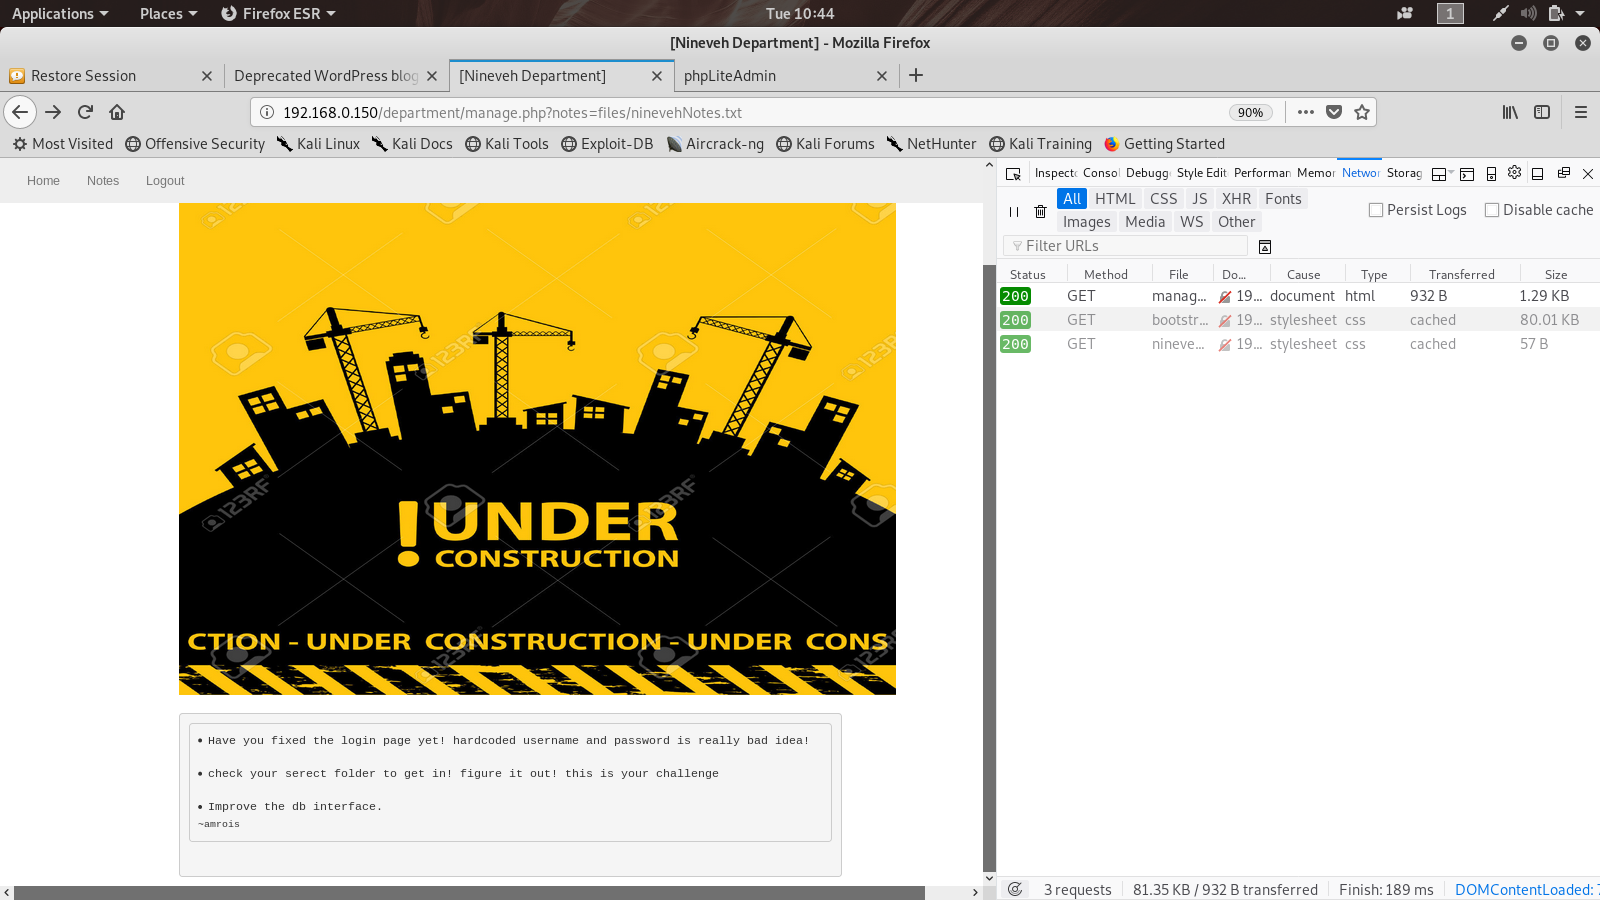 Applications Places Firefox ESR Tue 10:44 1
[Nineveh Department] - Mozilla Firefox
Restore Session Deprecated WordPress blog [Nineveh Department] phpLiteAdmin
192.168.0.150/department/manage.php?notes=files/ninevehNotes.txt 90%
Most Visited Offensive Security Kali Linux Kali Docs Kali Tools Exploit-DB Aircrack-ng Kali Forums NetHunter Kali Training Getting Started
Home Notes Logout
123RF
!UNDER
CONSTRUCTION
CTION - UNDER CONSTRUCTION - UNDER CONS
• Have you fixed the login page yet! hardcoded username and password is really bad idea!
• check your serect folder to get in! figure it out! this is your challenge
• Improve the db interface.
~amrois
Inspect Conso Debugg Style Edit Performan Memor Networ Storag
All HTML CSS JS XHR Fonts
Images Media WS Other
Persist Logs Disable cache
Filter URLs
Status Method File Do... Cause Type Transferred Size
200 GET manag... 19... document html 932 B 1.29 KB
200 GET bootstr... 19... stylesheet css cached 80.01 KB
200 GET nineve... 19... stylesheet css cached 57 B
3 requests 81.35 KB / 932 B transferred Finish: 189 ms DOMContentLoaded: 7